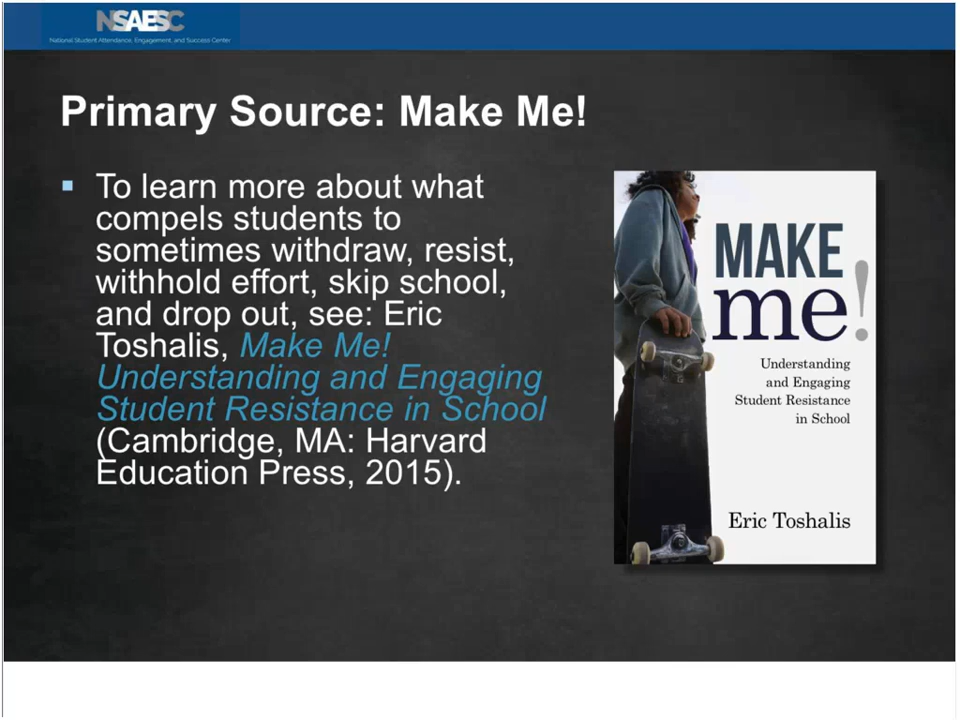 NSAESC
National Student Attendance, Engagement, and Success Center
Primary Source: Make Me!
▪ To learn more about what
compels students to
sometimes withdraw, resist,
withhold effort, skip school,
and drop out, see: Eric
Toshalis, Make Me!
Understanding and Engaging
Student Resistance in School
(Cambridge, MA: Harvard
Education Press, 2015).
MAKE
me!
Understanding
and Engaging
Student Resistance
in School
Eric Toshalis